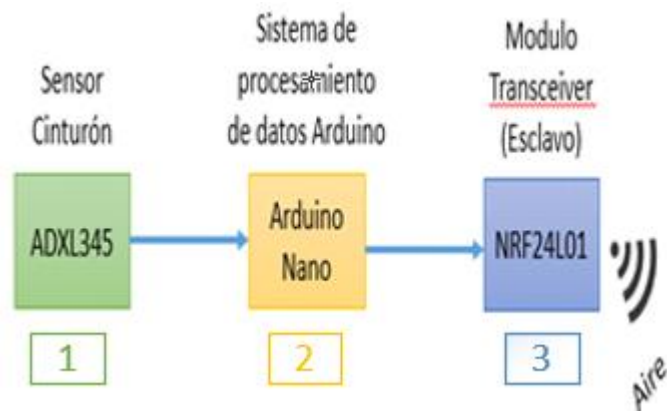 Sensor
Cinturón
ADXL345
1
Sistema de
procesamiento
de datos Arduino
Arduino
Nano
2
Modulo
Transceiver
(Esclavo)
NRF24L01
3
Aire